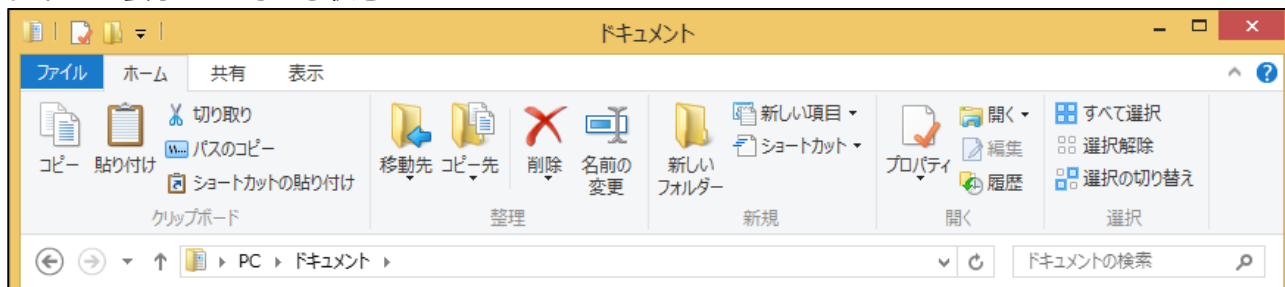 ドキュメント
ファイル ホーム 共有 表示
コピー
貼り付け
切り取り
パスのコピー
ショートカットの貼り付け
クリップボード
移動先
コピー先
削除
名前の
変更
整理
新しい
フォルダー
新しい項目
ショートカット
新規
プロパティ
開く
編集
履歴
開く
すべて選択
選択解除
選択の切り替え
選択
PC ドキュメント
ドキュメントの検索